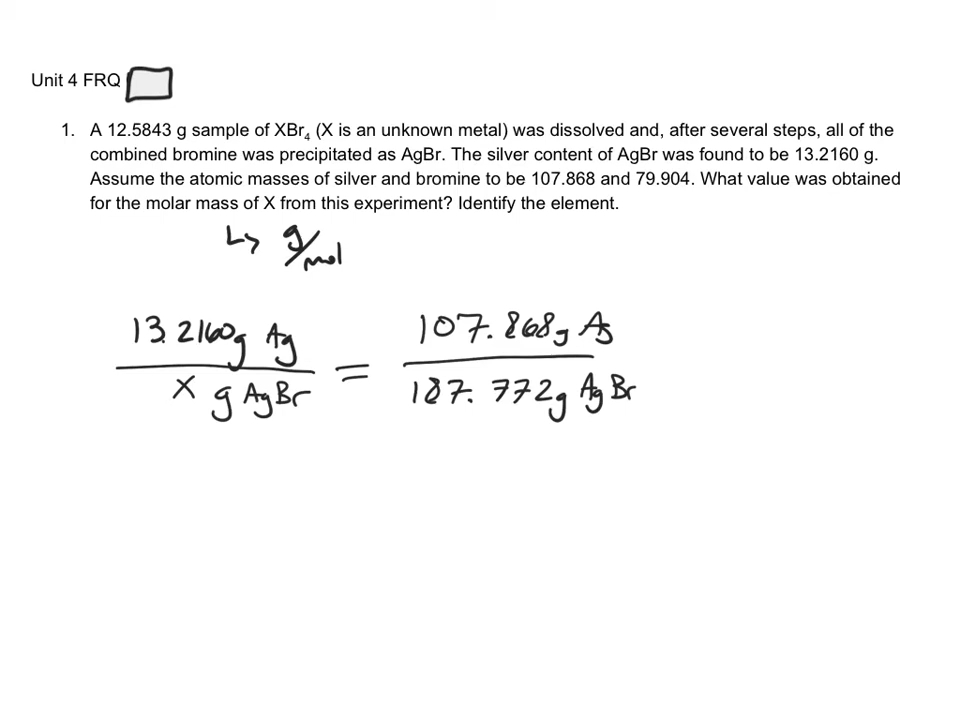 Unit 4 FRQ
1. A 12.5843 g sample of XBr₄ (X is an unknown metal) was dissolved and, after several steps, all of the
combined bromine was precipitated as AgBr. The silver content of AgBr was found to be 13.2160 g.
Assume the atomic masses of silver and bromine to be 107.868 and 79.904. What value was obtained
for the molar mass of X from this experiment? Identify the element.
↳ g/mol
13.2160g Ag
x g AgBr
=
107.868g Ag
187.772g AgBr